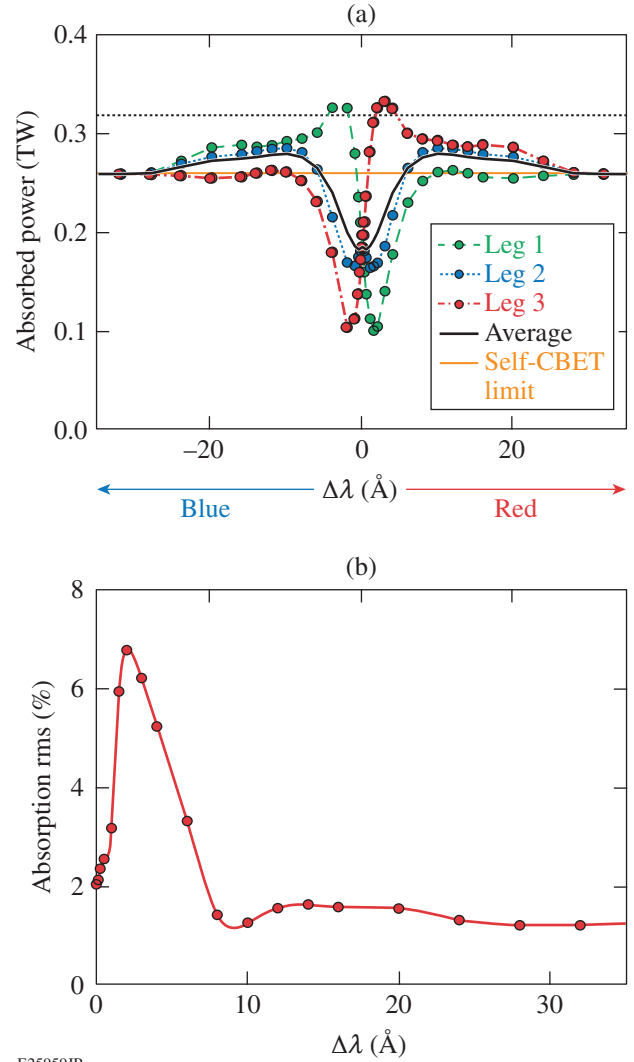 (a)
0.4
0.3
0.2
0.1
0.0
Absorbed power (TW)
Leg 1
Leg 2
Leg 3
Average
Self-CBET
limit
−20 0 20
Δλ (Å)
Blue Red
(b)
8
6
4
2
0
Absorption rms (%)
0 10 20 30
Δλ (Å)